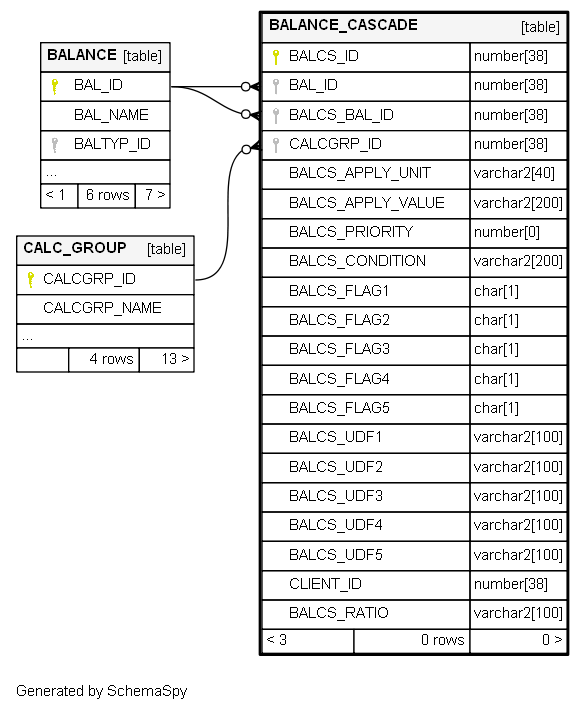 BALANCE [table]
BAL_ID
BAL_NAME
BALTYP_ID
...
< 1 6 rows 7 >
CALC_GROUP [table]
CALCGRP_ID
CALCGRP_NAME
...
4 rows 13 >
BALANCE_CASCADE [table]
BALCS_ID number[38]
BAL_ID number[38]
BALCS_BAL_ID number[38]
CALCGRP_ID number[38]
BALCS_APPLY_UNIT varchar2[40]
BALCS_APPLY_VALUE varchar2[200]
BALCS_PRIORITY number[0]
BALCS_CONDITION varchar2[200]
BALCS_FLAG1 char[1]
BALCS_FLAG2 char[1]
BALCS_FLAG3 char[1]
BALCS_FLAG4 char[1]
BALCS_FLAG5 char[1]
BALCS_UDF1 varchar2[100]
BALCS_UDF2 varchar2[100]
BALCS_UDF3 varchar2[100]
BALCS_UDF4 varchar2[100]
BALCS_UDF5 varchar2[100]
CLIENT_ID number[38]
BALCS_RATIO varchar2[100]
< 3 0 rows 0 >
Generated by SchemaSpy